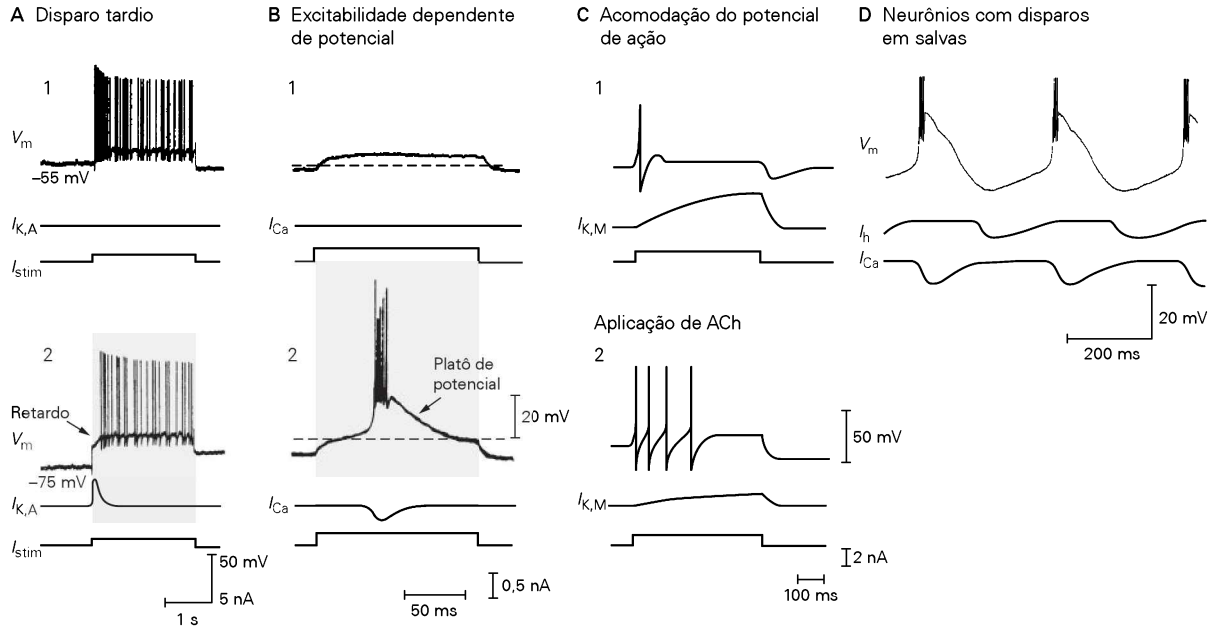 A Disparo tardio
1
Vm
–55 mV
IK,A
Istim
2
Retardo
Vm
–75 mV
IK,A
Istim
50 mV
5 nA
1 s
B Excitabilidade dependente
de potencial
1
ICa
2
Platô de
potencial
20 mV
ICa
0,5 nA
50 ms
C Acomodação do potencial
de ação
1
IK,M
Aplicação de ACh
2
50 mV
IK,M
2 nA
100 ms
D Neurônios com disparos
em salvas
Vm
Ih
ICa
20 mV
200 ms